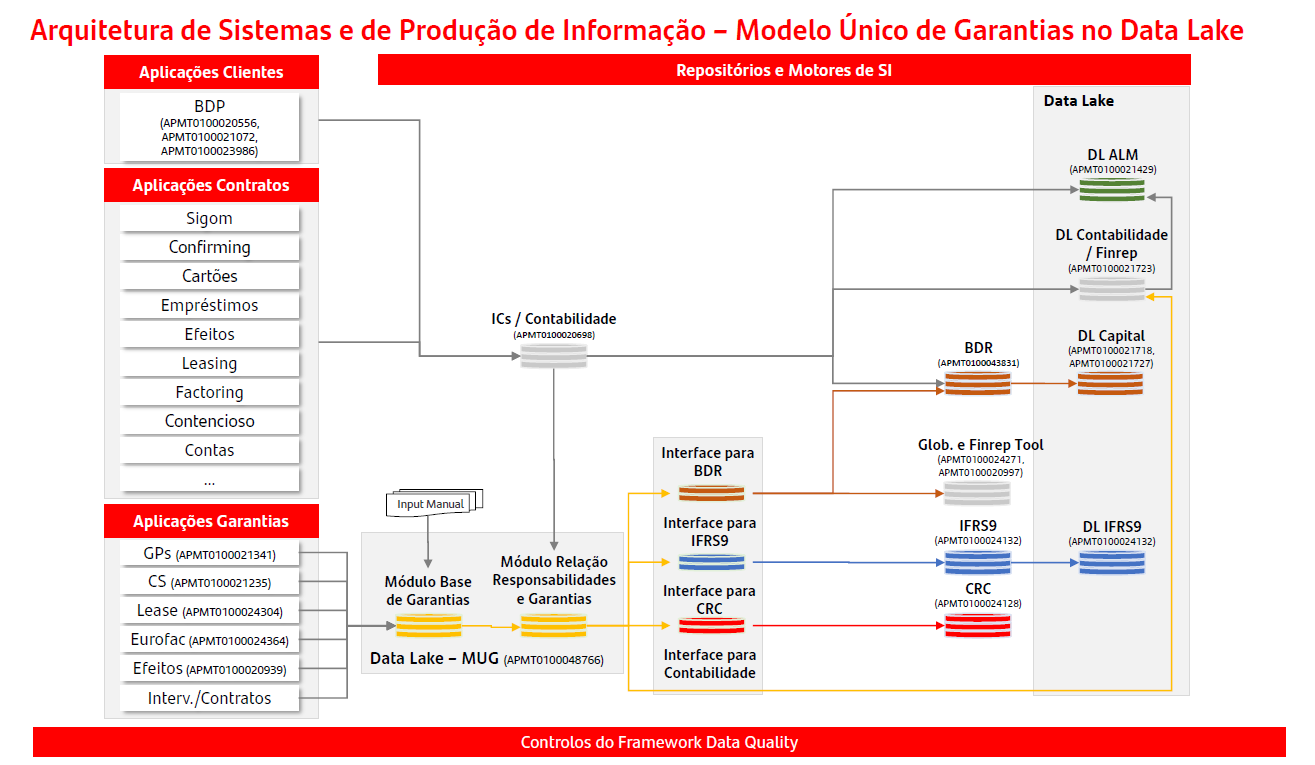 Arquitetura de Sistemas e de Produção de Informação – Modelo Único de Garantias no Data Lake
Aplicações Clientes
BDP
(APMT0100020556,
APMT0100021072,
APMT0100023986)
Aplicações Contratos
Sigom
Confirming
Cartões
Empréstimos
Efeitos
Leasing
Factoring
Contencioso
Contas
...
Aplicações Garantias
GPs (APMT0100021341)
CS (APMT0100021235)
Lease (APMT0100024304)
Eurofac (APMT0100024364)
Efeitos (APMT0100020939)
Interv./Contratos
Repositórios e Motores de SI
ICs / Contabilidade
(APMT0100020698)
Input Manual
Módulo Base
de Garantias
Módulo Relação
Responsabilidades
e Garantias
Data Lake – MUG (APMT0100048766)
Interface para
BDR
Interface para
IFRS9
Interface para
CRC
Interface para
Contabilidade
BDR
(APMT0100043831)
Glob. e Finrep Tool
(APMT0100024271,
APMT0100020997)
IFRS9
(APMT0100024132)
CRC
(APMT0100024128)
Data Lake
DL ALM
(APMT0100021429)
DL Contabilidade
/ Finrep
(APMT0100021723)
DL Capital
(APMT0100021718,
APMT0100021727)
DL IFRS9
(APMT0100024132)
Controlos do Framework Data Quality